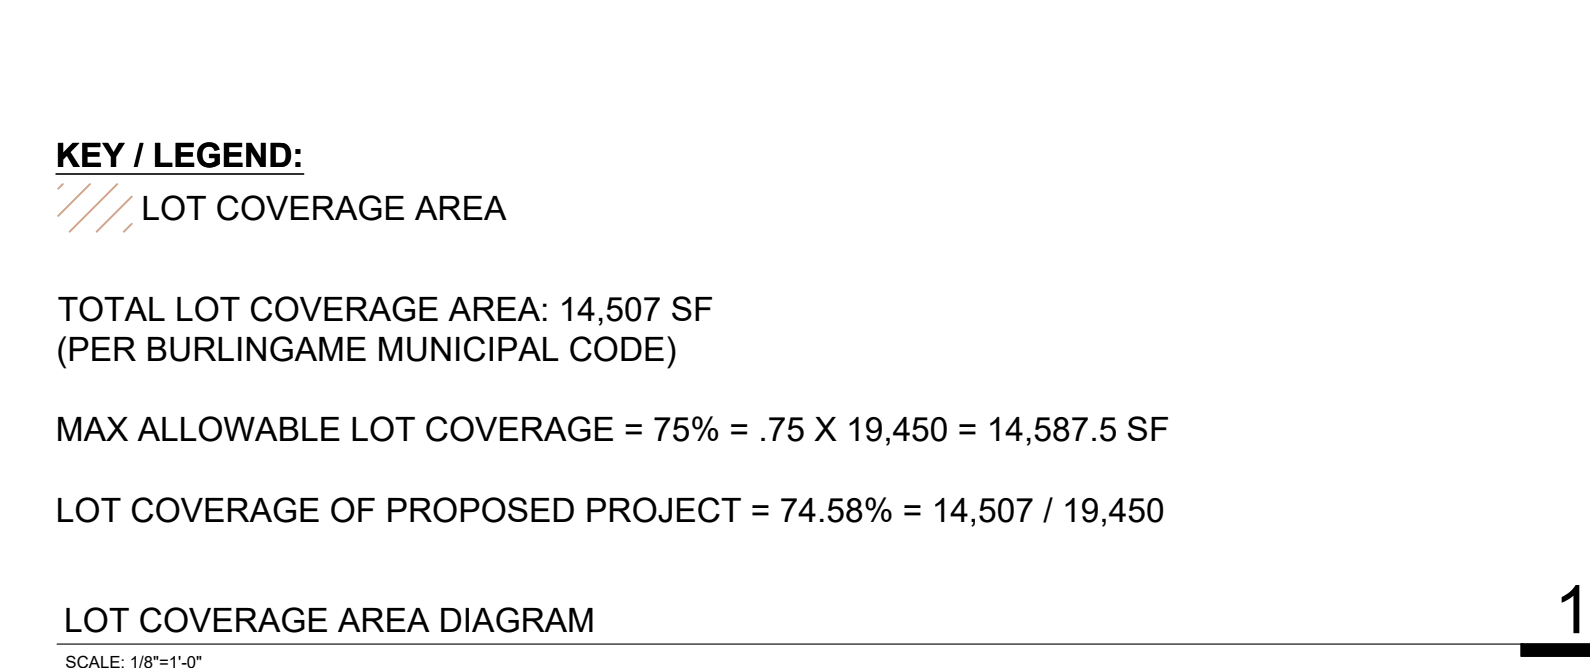 KEY / LEGEND:
LOT COVERAGE AREA
TOTAL LOT COVERAGE AREA: 14,507 SF
(PER BURLINGAME MUNICIPAL CODE)
MAX ALLOWABLE LOT COVERAGE = 75% = .75 X 19,450 = 14,587.5 SF
LOT COVERAGE OF PROPOSED PROJECT = 74.58% = 14,507 / 19,450
LOT COVERAGE AREA DIAGRAM
1
SCALE: 1/8"=1'-0"